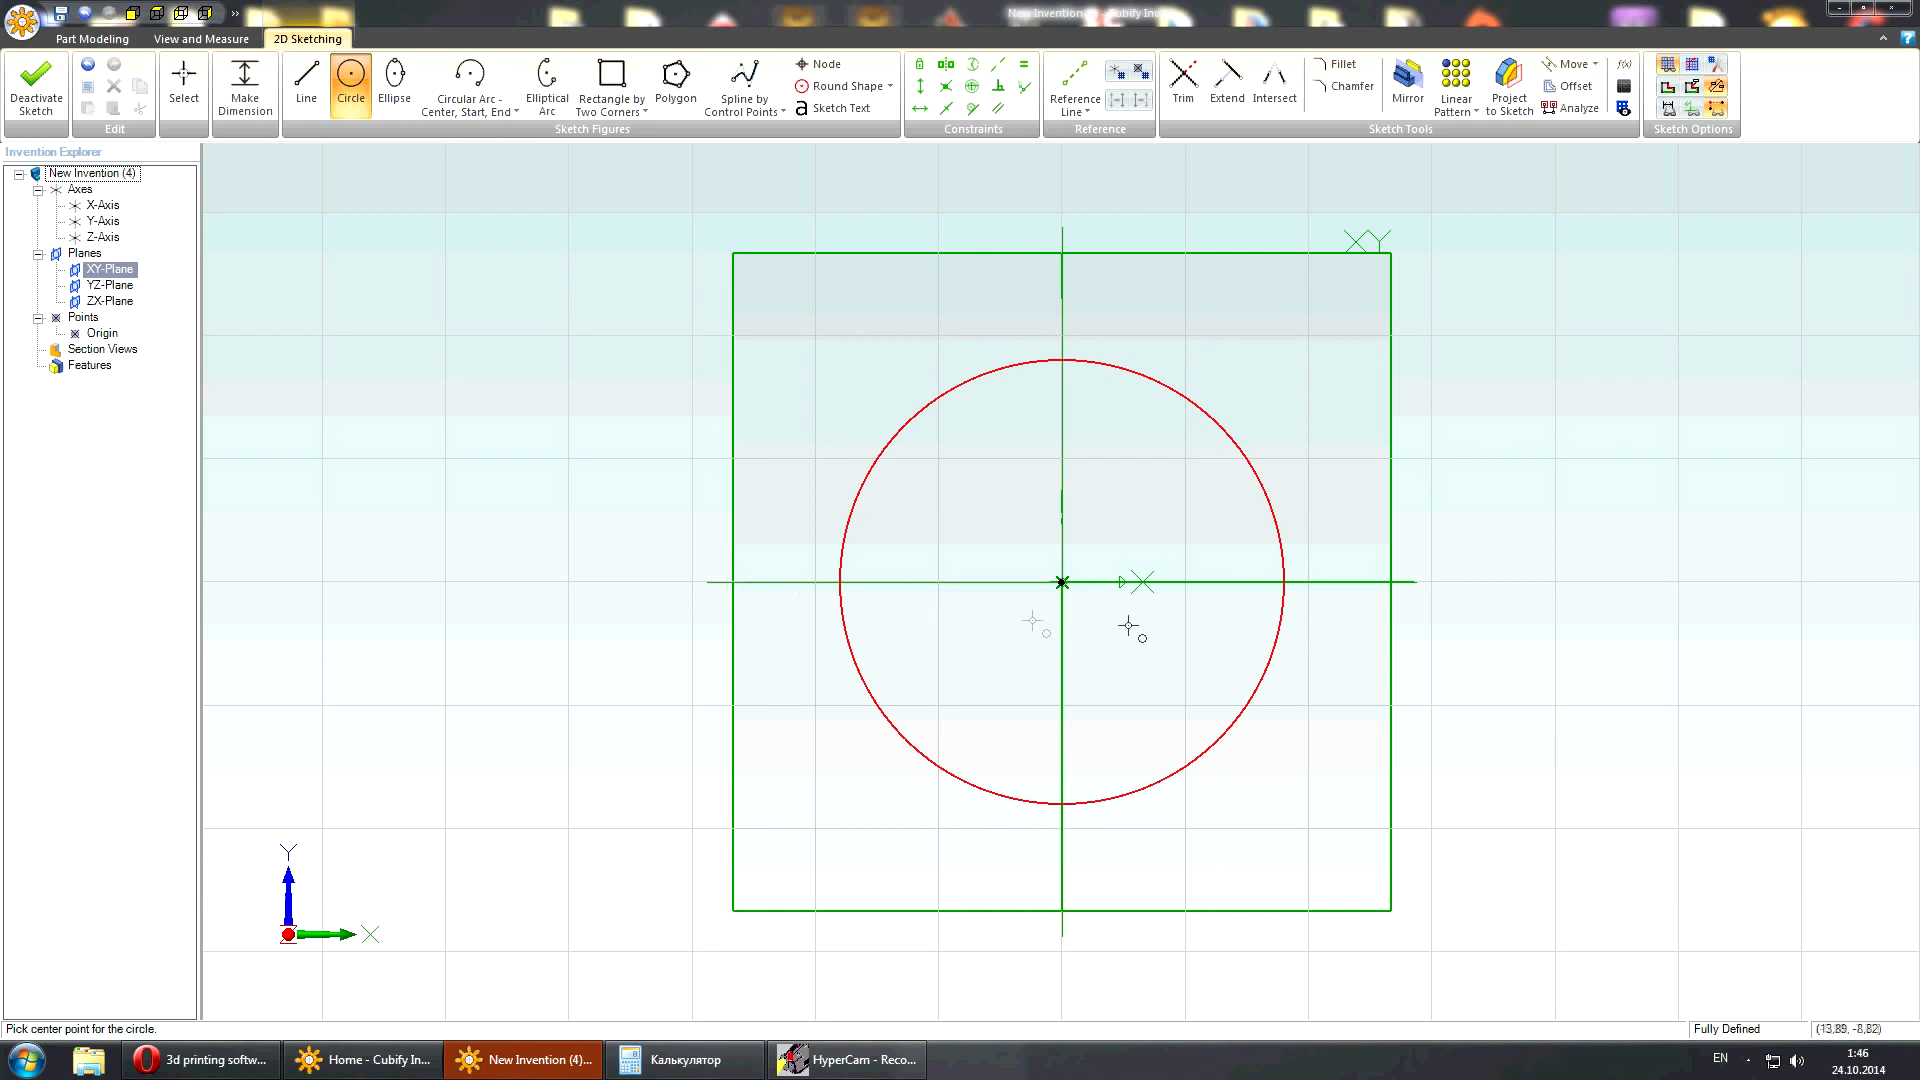 New Invention
Cubify Inv
Part Modeling
View and Measure
2D Sketching
Deactivate
Sketch
Edit
Select
Make
Dimension
Line
Circle
Ellipse
Circular Arc -
Center, Start, End
Elliptical
Arc
Rectangle by
Two Corners
Polygon
Spline by
Control Points
Node
Round Shape
a Sketch Text
Sketch Figures
Constraints
Reference
Line
Reference
Trim
Extend
Intersect
Fillet
Chamfer
Mirror
Linear
Pattern
Project
to Sketch
Move
Offset
Analyze
f(x)
Sketch Tools
Sketch Options
Invention Explorer
New Invention (4)
Axes
X-Axis
Y-Axis
Z-Axis
Planes
XY-Plane
YZ-Plane
ZX-Plane
Points
Origin
Section Views
Features
XY
X
Y
X
Z
Pick center point for the circle.
Fully Defined
3d printing softw...
Home - Cubify In...
New Invention (4)...
Калькулятор
HyperCam - Reco...
EN
1:46
24.10.2014